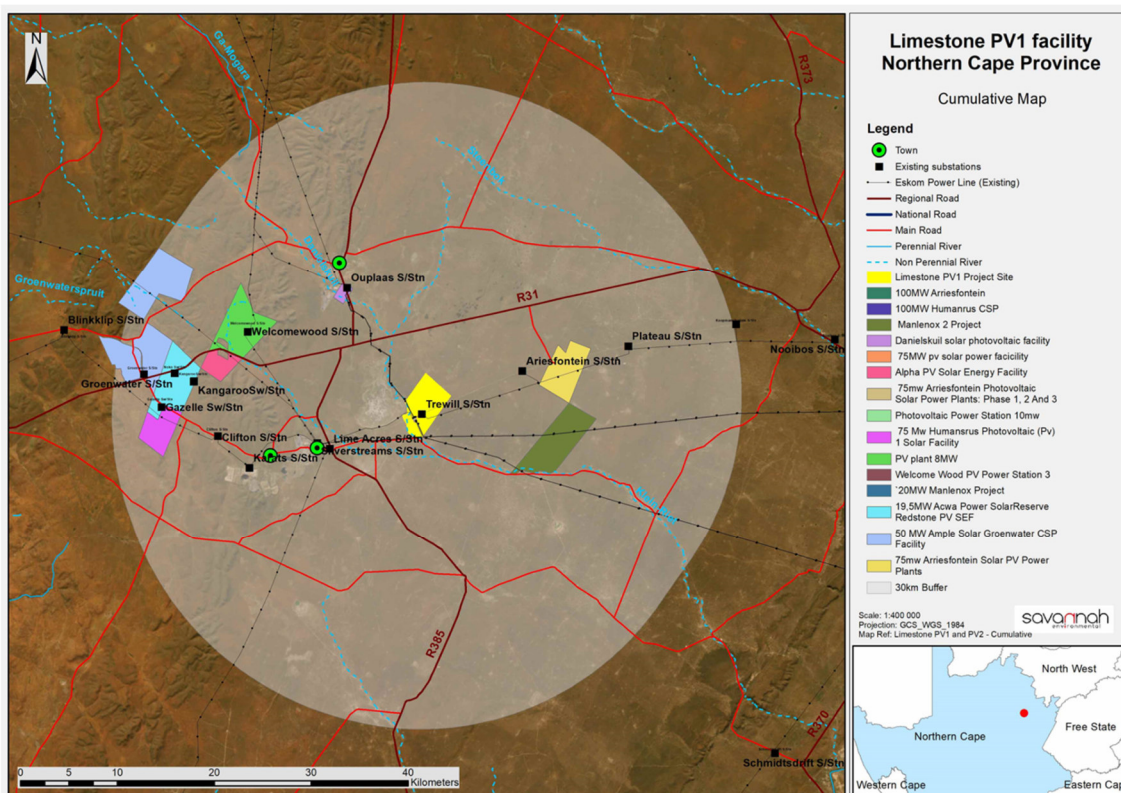 Limestone PV1 facility
Northern Cape Province
Cumulative Map
Legend
Town
Existing substations
Eskom Power Line (Existing)
Regional Road
National Road
Main Road
Perennial River
Non Perennial River
Limestone PV1 Project Site
100MW Arriesfontein
100MW Humanrus CSP
Manlenox 2 Project
Danielskuil solar photovoltaic facility
75MW pv solar power facicility
Alpha PV Solar Energy Facility
75mw Arriesfontein Photovoltaic
Solar Power Plants: Phase 1, 2 And 3
Photovoltaic Power Station 10mw
75 Mw Humansrus Photovoltaic (Pv)
1 Solar Facility
PV plant 8MW
Welcome Wood PV Power Station 3
`20MW Manlenox Project
19,5MW Acwa Power SolarReserve
Redstone PV SEF
50 MW Ample Solar Groenwater CSP
Facility
75mw Arriesfontein Solar PV Power
Plants
30km Buffer
Scale: 1:400 000
Projection: GCS_WGS_1984
Map Ref: Limestone PV1 and PV2 - Cumulative
savannah
environmental
North West
Free State
Northern Cape
Western Cape
Eastern Cap
N
Ga-Mogara
R373
Ouplaas S/Stn
Groenwaterspruit
R31
Blinkklip S/Stn
Welcomewood S/Stn
Plateau S/Stn
Nooibos S/Stn
Ariesfontein S/Stn
Groenwater S/Stn
KangarooSw/Stn
Gazelle Sw/Stn
Trewill S/Stn
Clifton S/Stn
Lime Acres S/Stn
Silverstreams S/Stn
Karats S/Stn
R385
R370
Schmidtsdrift S/Stn
0 5 10 20 30 40
Kilometers